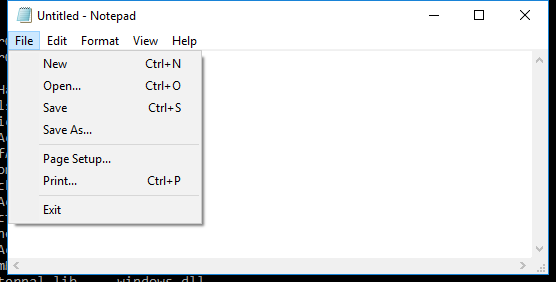 Untitled - Notepad
File Edit Format View Help
New Ctrl+N
Open... Ctrl+O
Save Ctrl+S
Save As...
Page Setup...
Print... Ctrl+P
Exit
windows.dll